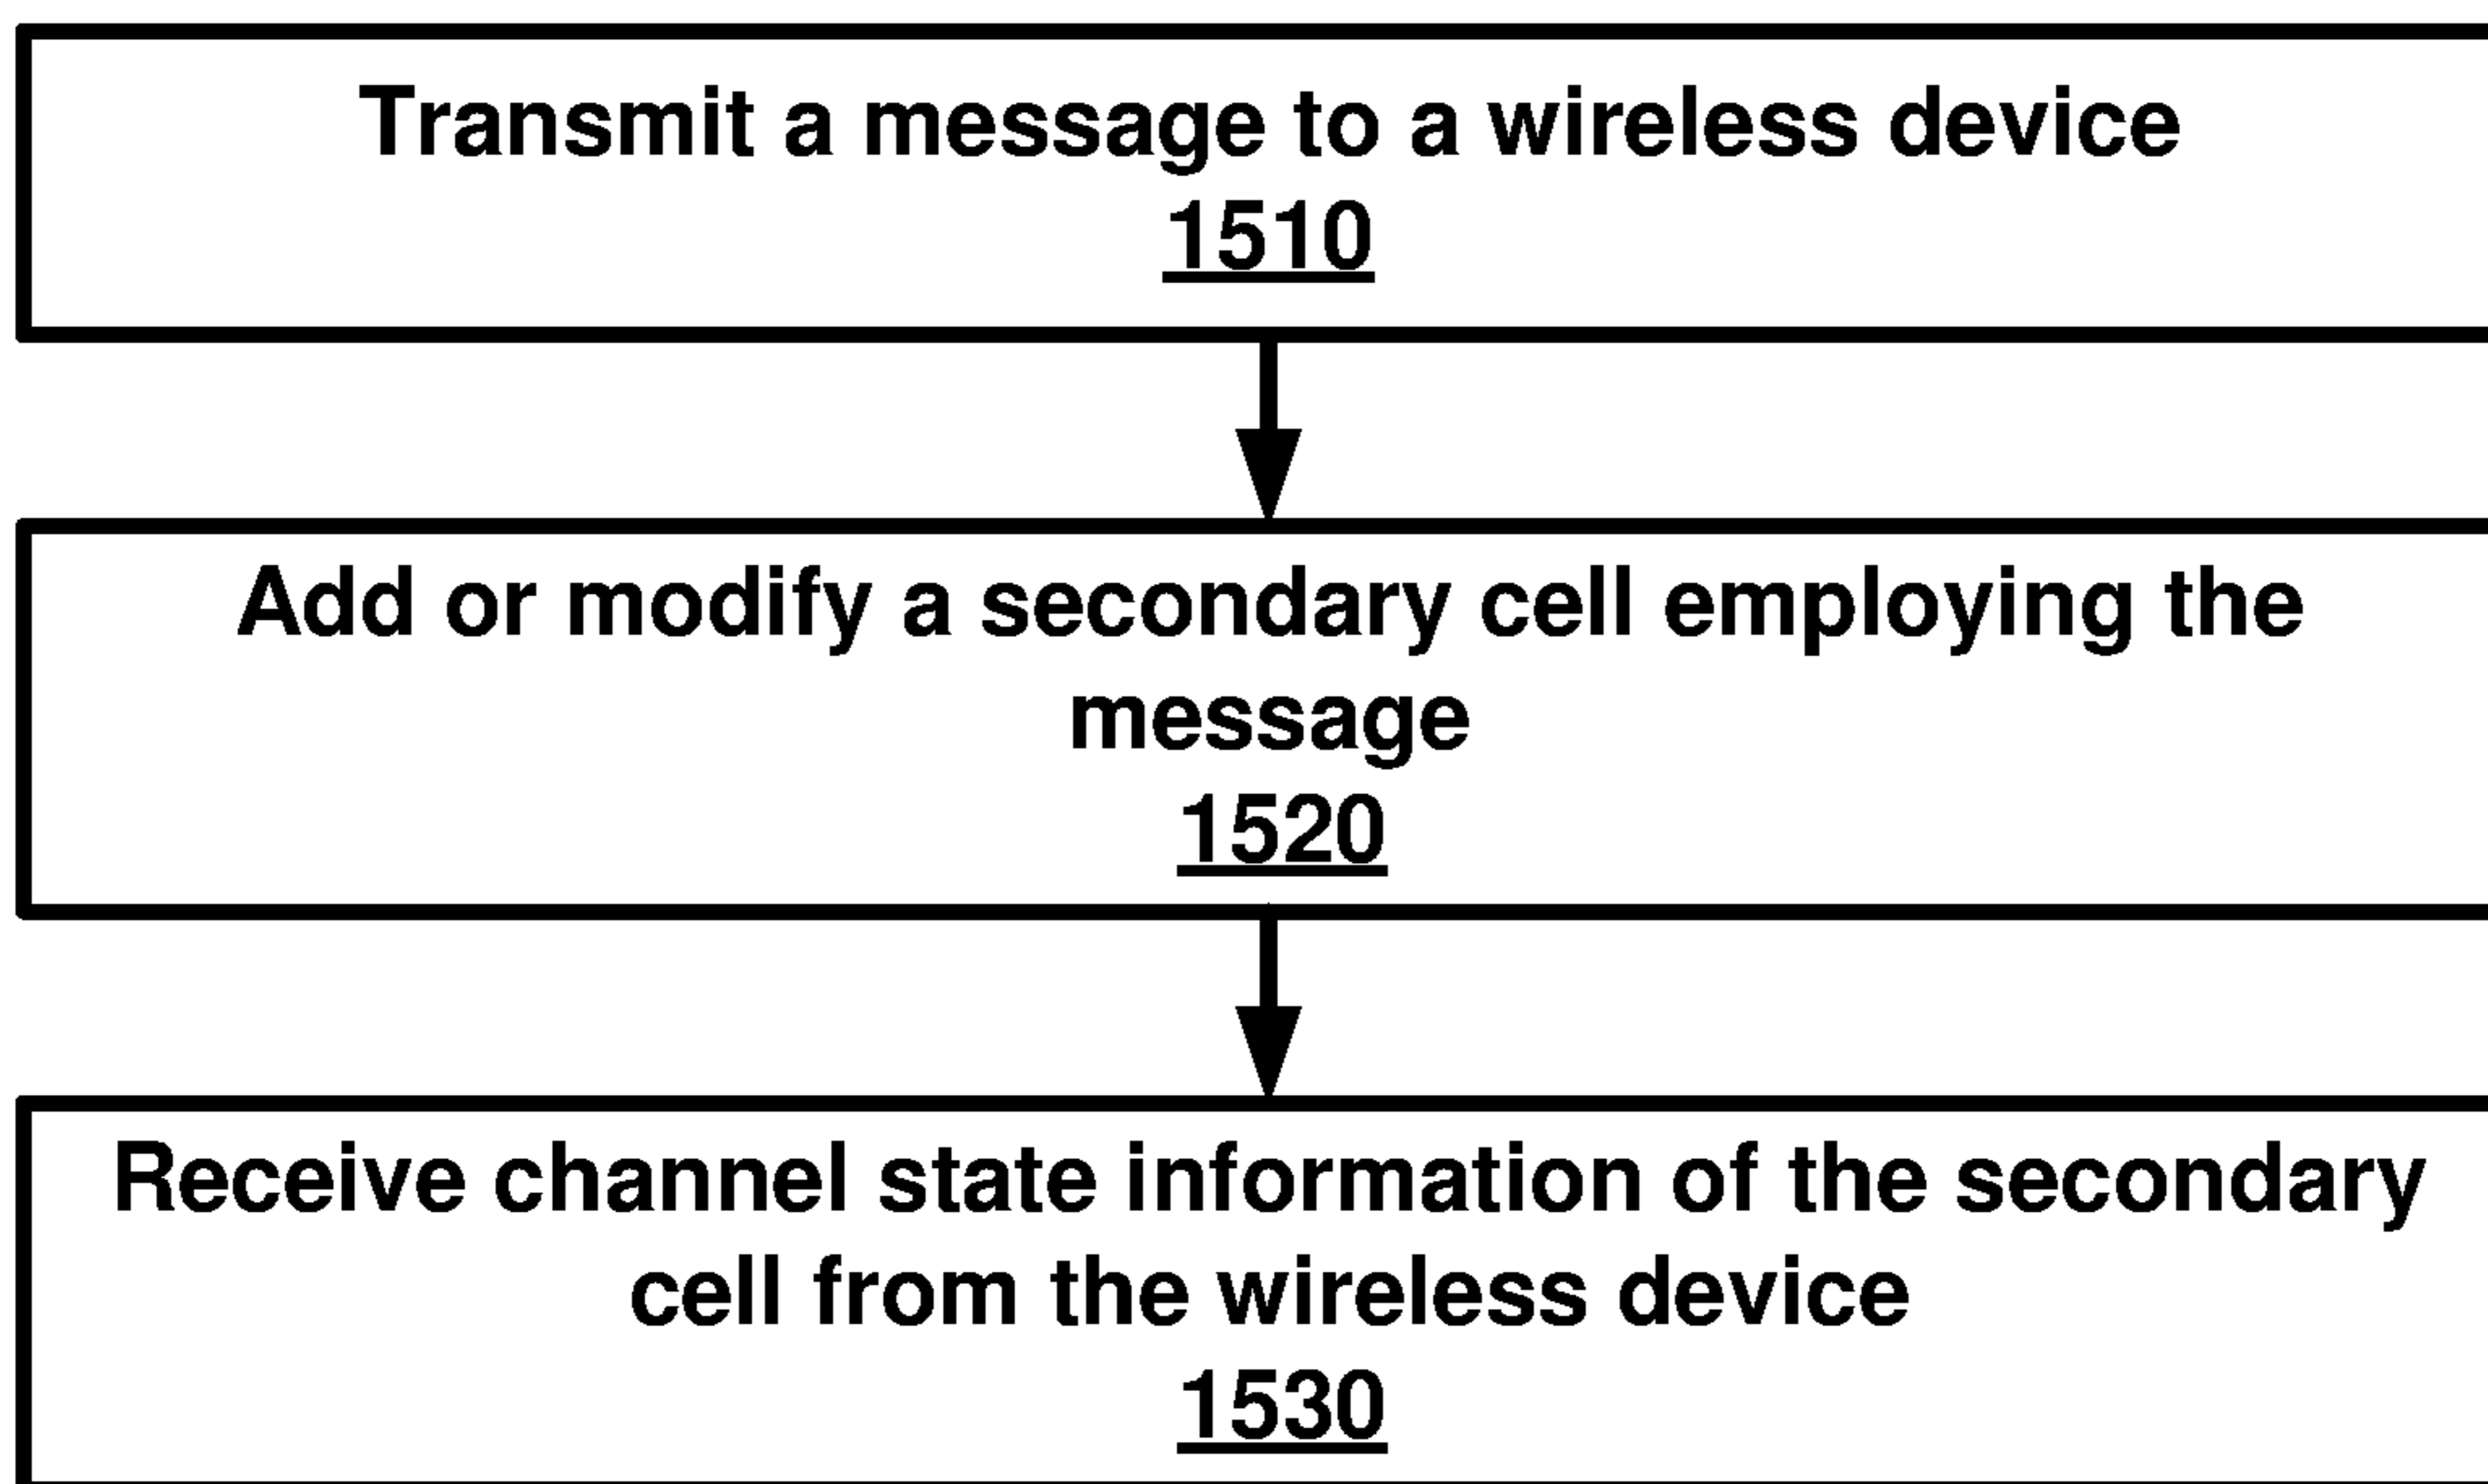 Transmit a message to a wireless device
1510
Add or modify a secondary cell employing the
message
1520
Receive channel state information of the secondary
cell from the wireless device
1530